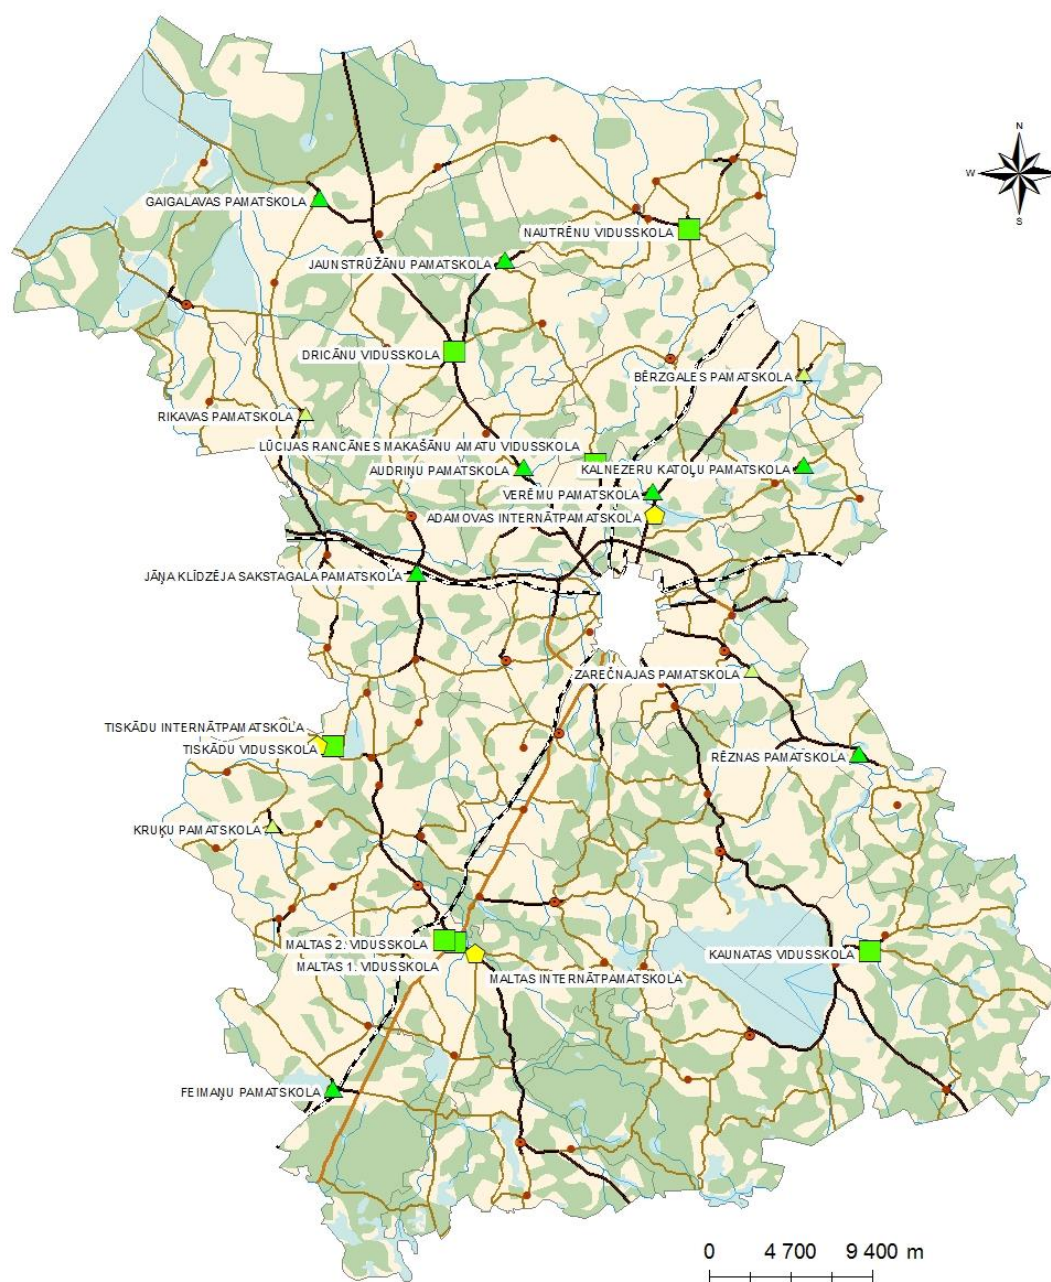 N
W
S
GAIGALAVAS PAMATSKOLA
NAUTRĒNU VIDUSSKOLA
JAUNSTRŪŽĀNU PAMATSKOLA
DRICĀNU VIDUSSKOLA
BĒRZGALES PAMATSKOLA
RIKAVAS PAMATSKOLA
LŪCIJAS RANCĀNES MAKAŠĀNU AMATU VIDUSSKOLA
AUDRIŅU PAMATSKOLA
KALNEZERU KATOĻU PAMATSKOLA
VERĒMU PAMATSKOLA
ADAMOVAS INTERNĀTPAMATSKOLA
JĀŅA KLĪDZĒJA SAKSTAGALA PAMATSKOLA
ZAREČNAJAS PAMATSKOLA
TISKĀDU INTERNĀTPAMATSKOLA
TISKĀDU VIDUSSKOLA
RĒZNAS PAMATSKOLA
KRUĶU PAMATSKOLA
MALTAS 2. VIDUSSKOLA
KAUNATAS VIDUSSKOLA
MALTAS 1. VIDUSSKOLA
MALTAS INTERNĀTPAMATSKOLA
FEIMAŅU PAMATSKOLA
0 4 700 9 400 m